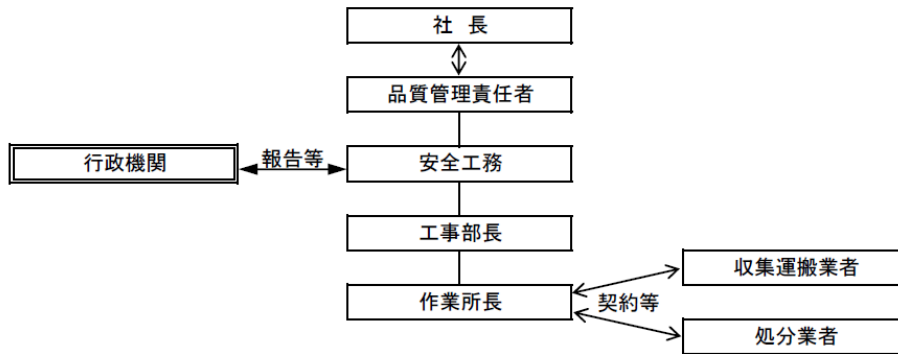 社 長
品質管理責任者
行政機関
報告等
安全工務
工事部長
収集運搬業者
作業所長
契約等
処分業者